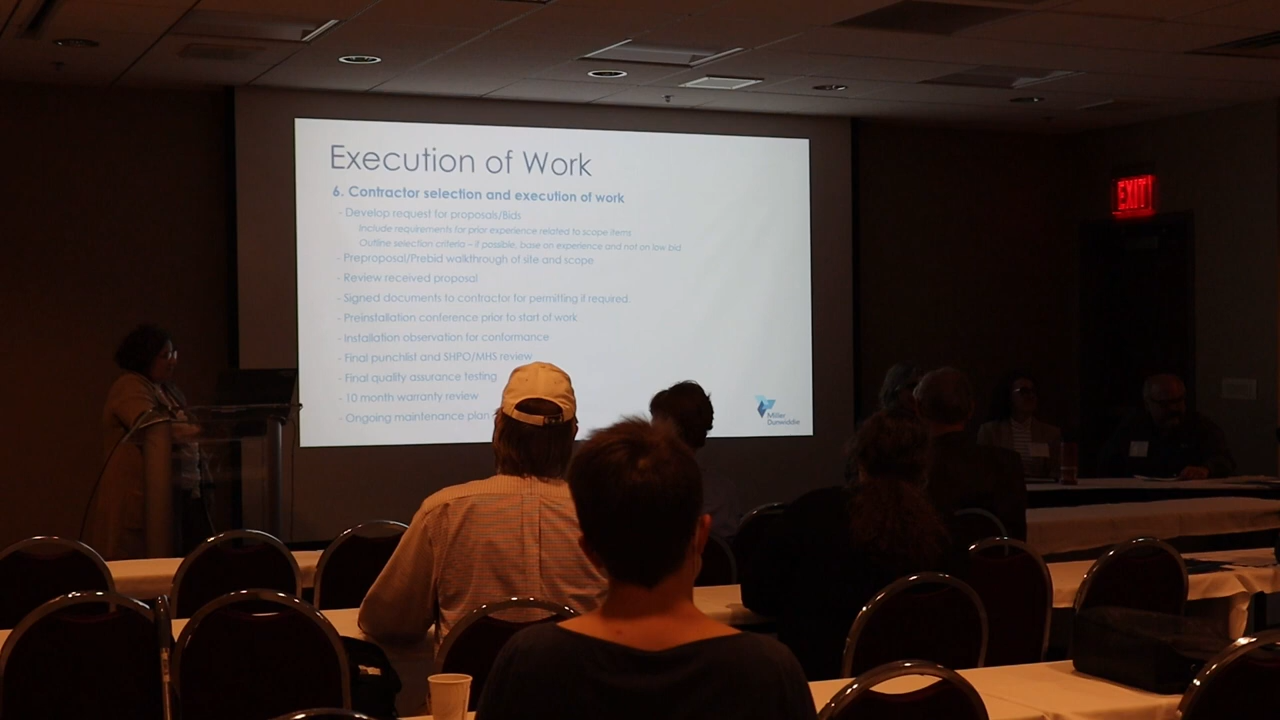 Execution of Work
6. Contractor selection and execution of work
- Develop request for proposals/Bids
Include requirements for prior experience related to scope items
Outline selection criteria – if possible, base on experience and not on low bid
- Preproposal/Prebid walkthrough of site and scope
- Review received proposal
- Signed documents to contractor for permitting if required.
- Preinstallation conference prior to start of work
- Installation observation for conformance
- Final punchlist and SHPO/MHS review
- Final quality assurance testing
- 10 month warranty review
- Ongoing maintenance plan
Miller
Dunwiddie
EXIT